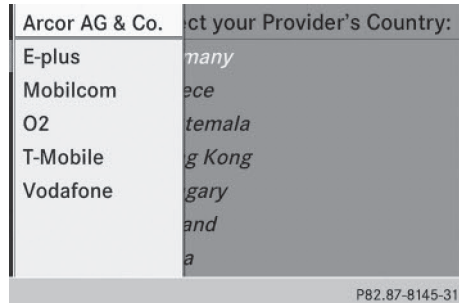 Arcor AG & Co.
E-plus
Mobilcom
O2
T-Mobile
Vodafone
ct your Provider's Country:
many
ece
temala
g Kong
gary
and
a
P82.87-8145-31